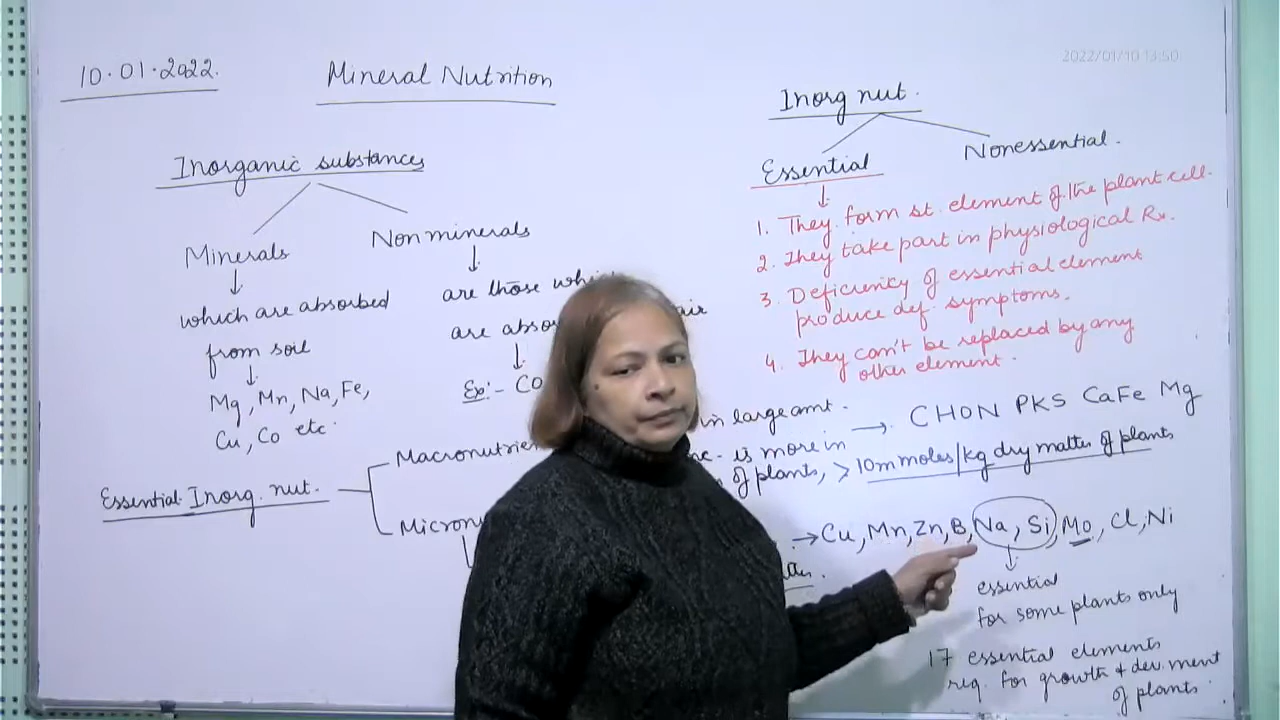 2022/01/10 13:50
10.01.2022.
Mineral Nutrition
Inorganic substances
Minerals
Non minerals
which are absorbed
from soil
Mg, Mn, Na, Fe,
Cu, Co etc.
are those
are
Ex:- CO
Inorg nut.
Essential
Nonessential.
1. They form st. element of the plant cell.
2. They take part in physiological Rx.
3. Deficiency of essential element
produce def. symptoms.
4. They can't be replaced by any
other element.
Essential Inorg. nut.
in large amt.
is more in → CHON PKS CaFe Mg
of plants, > 10 m moles/kg dry matter of plants
→ Cu, Mn, Zn, B, Na, Si, Mo, Cl, Ni
essential
for some plants only
17 essential elements
req. for growth + dev. ment
of plants.